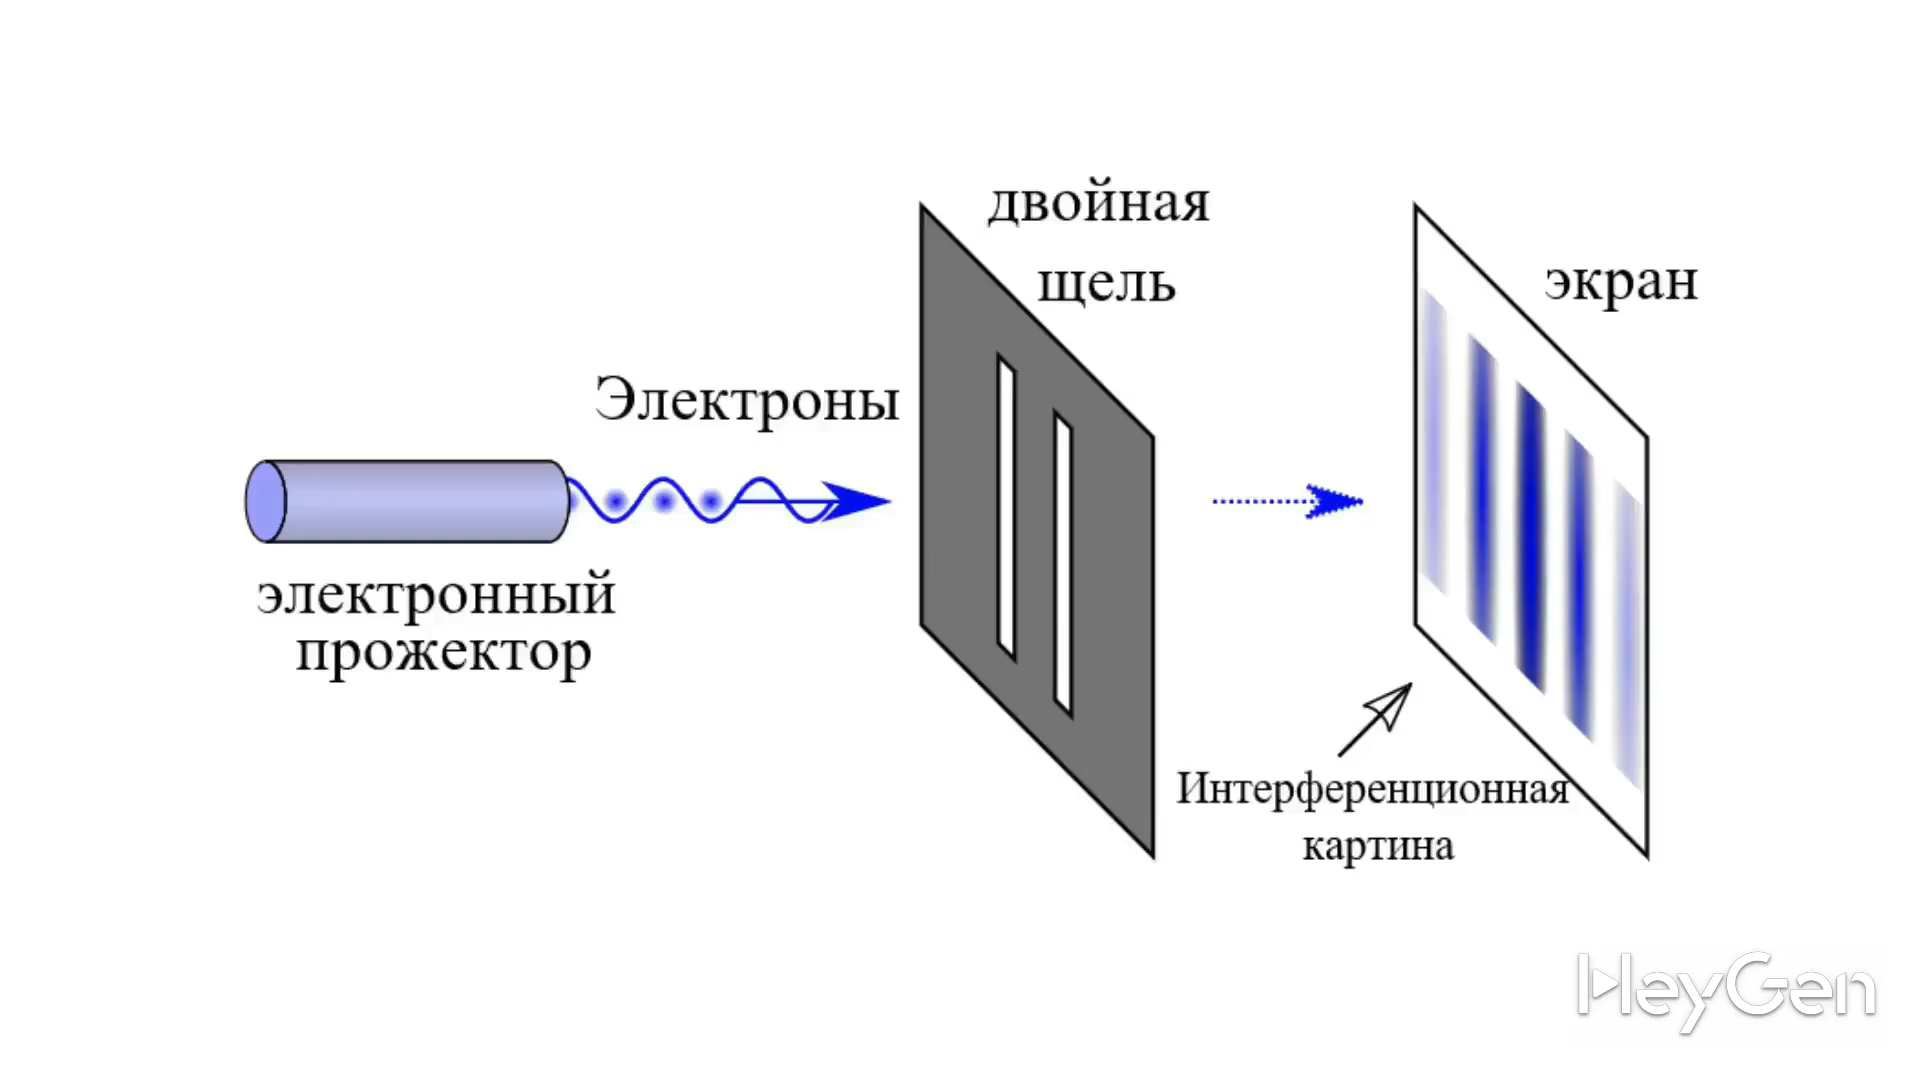 двойная
щель
экран
Электроны
электронный
прожектор
Интерференционная
картина
HeyGen